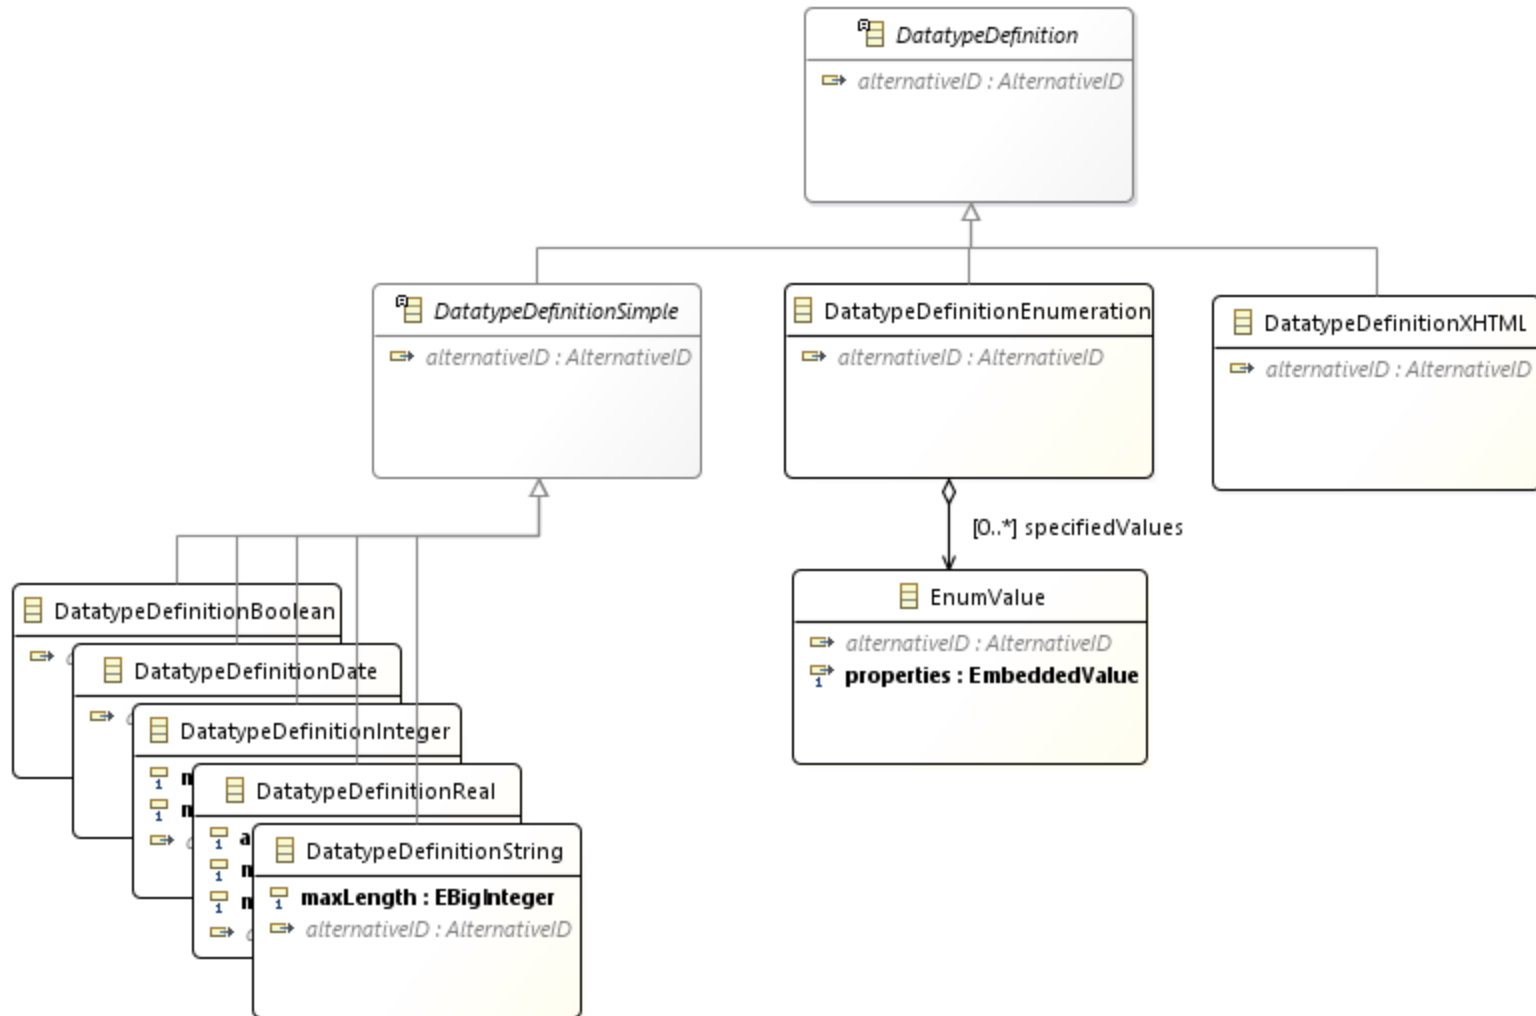 DatatypeDefinition
alternativeID : AlternativeID
DatatypeDefinitionSimple
alternativeID : AlternativeID
DatatypeDefinitionEnumeration
alternativeID : AlternativeID
DatatypeDefinitionXHTML
alternativeID : AlternativeID
[0..*] specifiedValues
EnumValue
alternativeID : AlternativeID
properties : EmbeddedValue
DatatypeDefinitionBoolean
DatatypeDefinitionDate
DatatypeDefinitionInteger
DatatypeDefinitionReal
DatatypeDefinitionString
maxLength : EBigInteger
alternativeID : AlternativeID